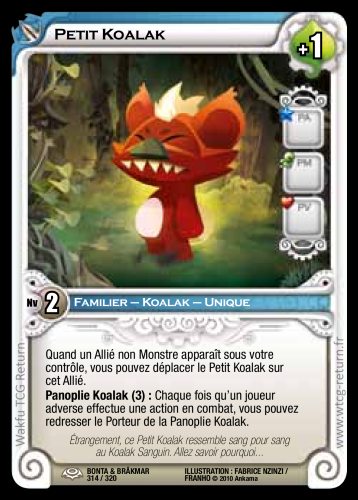 PETIT KOALAK
+1
PA
PM
PV
Nv 2
FAMILIER – KOALAK – UNIQUE
Quand un Allié non Monstre apparaît sous votre
contrôle, vous pouvez déplacer le Petit Koalak sur
cet Allié.
Panoplie Koalak (3) : Chaque fois qu'un joueur
adverse effectue une action en combat, vous pouvez
redresser le Porteur de la Panoplie Koalak.
Étrangement, ce Petit Koalak ressemble sang pour sang
au Koalak Sanguin. Allez savoir pourquoi...
Wakfu TCG Return
www.wtcg-return.fr
BONTA & BRÂKMAR
314 / 320
ILLUSTRATION : FABRICE NZINZI /
FRANHO © 2010 Ankama